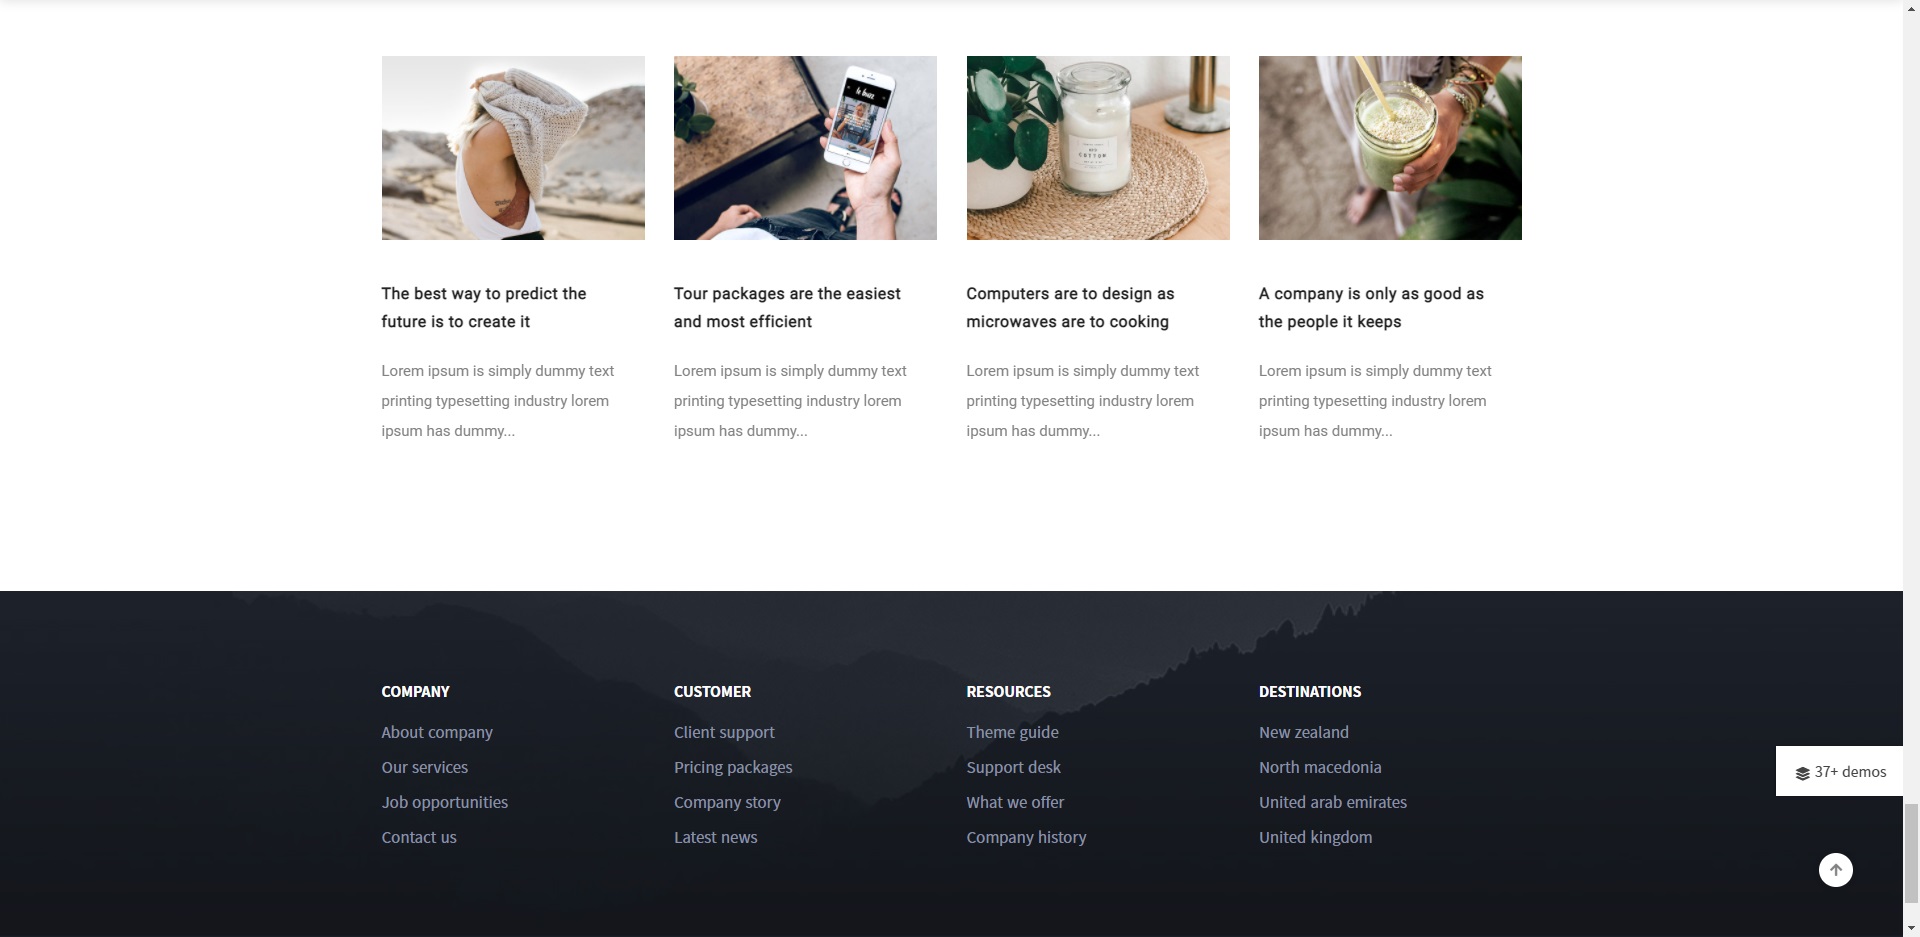 le buzz
COTTON
The best way to predict the
future is to create it
Lorem ipsum is simply dummy text
printing typesetting industry lorem
ipsum has dummy...
Tour packages are the easiest
and most efficient
Lorem ipsum is simply dummy text
printing typesetting industry lorem
ipsum has dummy...
Computers are to design as
microwaves are to cooking
Lorem ipsum is simply dummy text
printing typesetting industry lorem
ipsum has dummy...
A company is only as good as
the people it keeps
Lorem ipsum is simply dummy text
printing typesetting industry lorem
ipsum has dummy...
COMPANY
About company
Our services
Job opportunities
Contact us
CUSTOMER
Client support
Pricing packages
Company story
Latest news
RESOURCES
Theme guide
Support desk
What we offer
Company history
DESTINATIONS
New zealand
North macedonia
United arab emirates
United kingdom
37+ demos